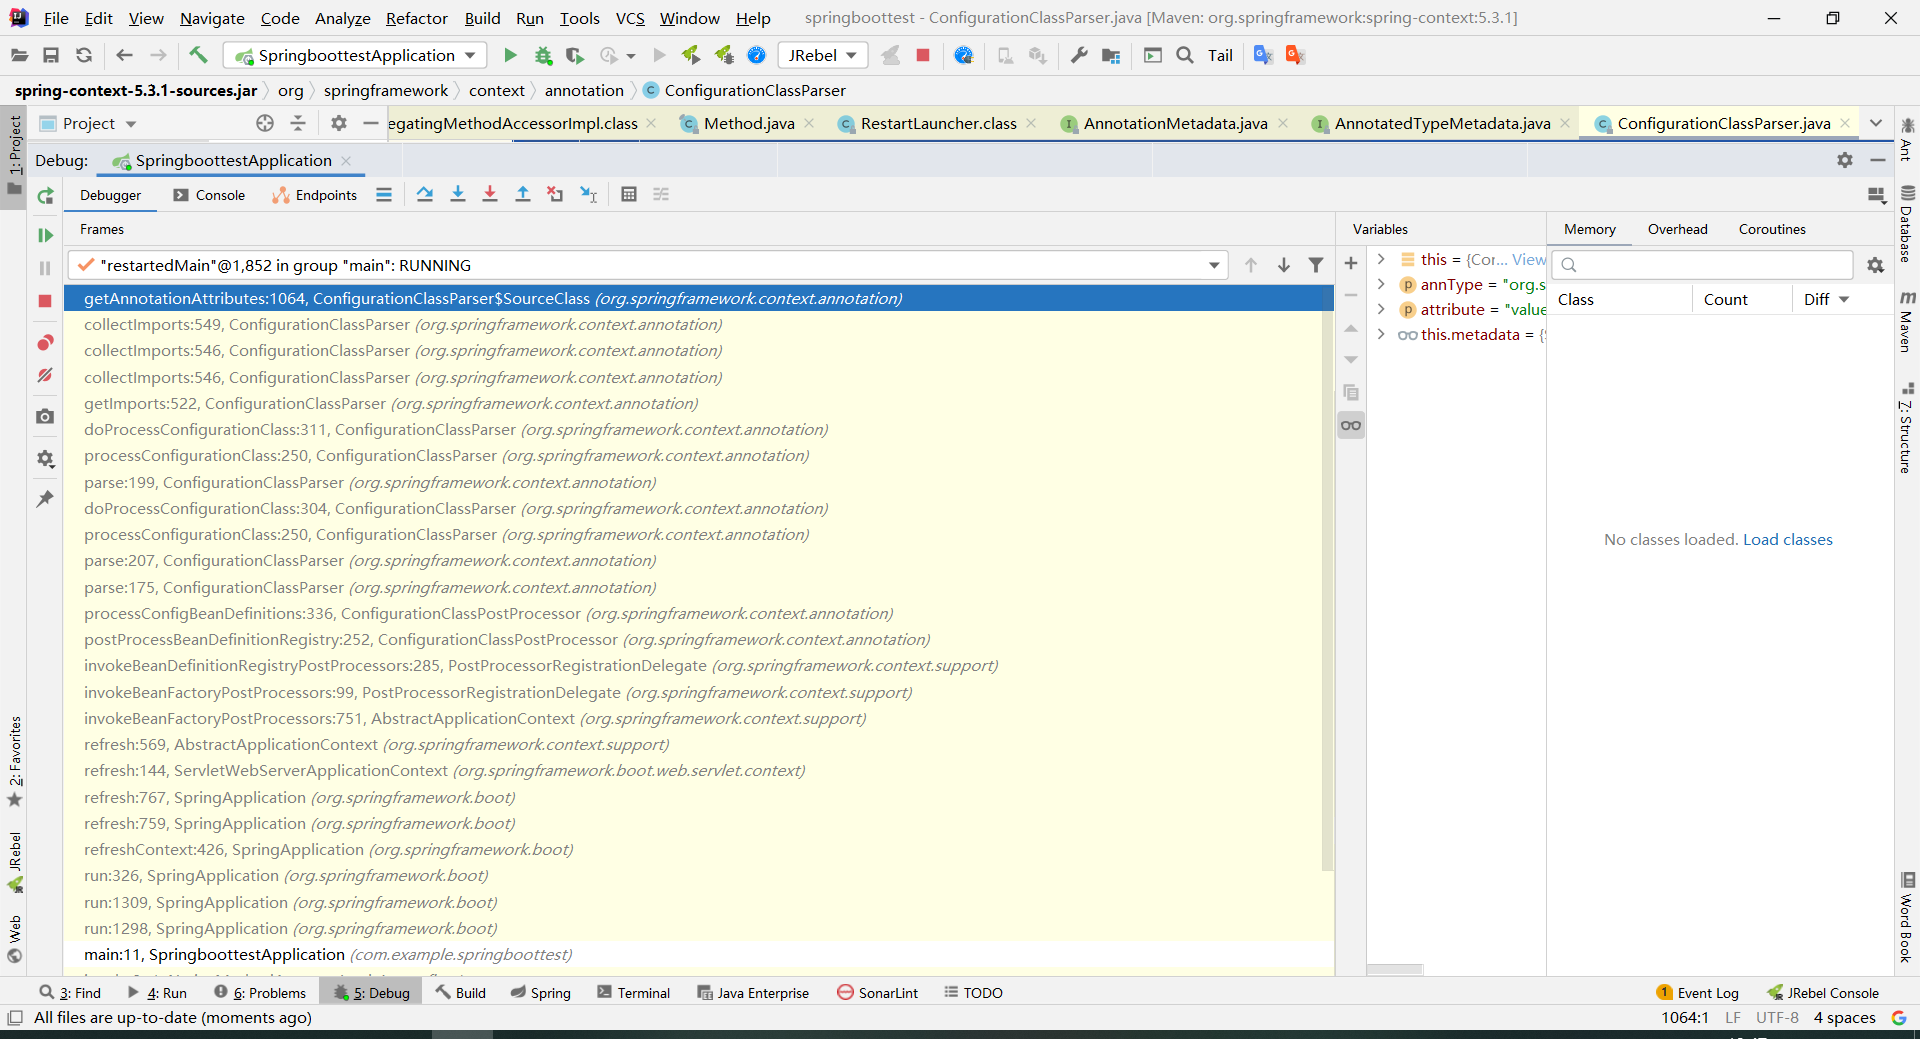 File Edit View Navigate Code Analyze Refactor Build Run Tools VCS Window Help springboottest - ConfigurationClassParser.java [Maven: org.springframework:spring-context:5.3.1]
SpringboottestApplication JRebel Tail
spring-context-5.3.1-sources.jar org springframework context annotation ConfigurationClassParser
Project egatingMethodAccessorImpl.class Method.java RestartLauncher.class AnnotationMetadata.java AnnotatedTypeMetadata.java ConfigurationClassParser.java
Debug: SpringboottestApplication
Debugger Console Endpoints
Frames Variables Memory Overhead Coroutines
"restartedMain"@1,852 in group "main": RUNNING
getAnnotationAttributes:1064, ConfigurationClassParser$SourceClass (org.springframework.context.annotation)
collectImports:549, ConfigurationClassParser (org.springframework.context.annotation)
collectImports:546, ConfigurationClassParser (org.springframework.context.annotation)
collectImports:546, ConfigurationClassParser (org.springframework.context.annotation)
getImports:522, ConfigurationClassParser (org.springframework.context.annotation)
doProcessConfigurationClass:311, ConfigurationClassParser (org.springframework.context.annotation)
processConfigurationClass:250, ConfigurationClassParser (org.springframework.context.annotation)
parse:199, ConfigurationClassParser (org.springframework.context.annotation)
doProcessConfigurationClass:304, ConfigurationClassParser (org.springframework.context.annotation)
processConfigurationClass:250, ConfigurationClassParser (org.springframework.context.annotation)
parse:207, ConfigurationClassParser (org.springframework.context.annotation)
parse:175, ConfigurationClassParser (org.springframework.context.annotation)
processConfigBeanDefinitions:336, ConfigurationClassPostProcessor (org.springframework.context.annotation)
postProcessBeanDefinitionRegistry:252, ConfigurationClassPostProcessor (org.springframework.context.annotation)
invokeBeanDefinitionRegistryPostProcessors:285, PostProcessorRegistrationDelegate (org.springframework.context.support)
invokeBeanFactoryPostProcessors:99, PostProcessorRegistrationDelegate (org.springframework.context.support)
invokeBeanFactoryPostProcessors:751, AbstractApplicationContext (org.springframework.context.support)
refresh:569, AbstractApplicationContext (org.springframework.context.support)
refresh:144, ServletWebServerApplicationContext (org.springframework.boot.web.servlet.context)
refresh:767, SpringApplication (org.springframework.boot)
refresh:759, SpringApplication (org.springframework.boot)
refreshContext:426, SpringApplication (org.springframework.boot)
run:326, SpringApplication (org.springframework.boot)
run:1309, SpringApplication (org.springframework.boot)
run:1298, SpringApplication (org.springframework.boot)
main:11, SpringboottestApplication (com.example.springboottest)
this = {Cor... View
annType = "org.s
attribute = "value
this.metadata = {
Class Count Diff
No classes loaded. Load classes
1: Project
2: Favorites
JRebel
Web
Ant
Database
Maven
7: Structure
Word Book
3: Find 4: Run 6: Problems 5: Debug Build Spring Terminal Java Enterprise SonarLint TODO 1 Event Log JRebel Console
All files are up-to-date (moments ago) 1064:1 LF UTF-8 4 spaces